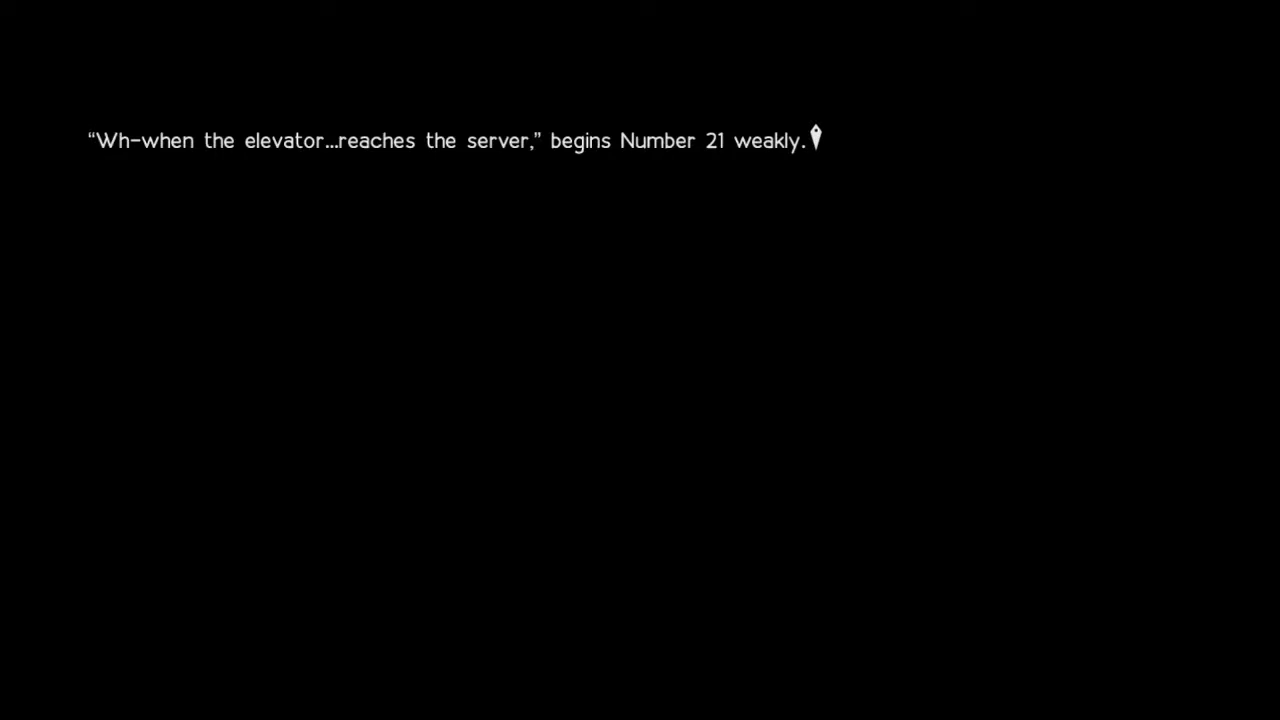 “Wh-when the elevator...reaches the server,” begins Number 21 weakly.